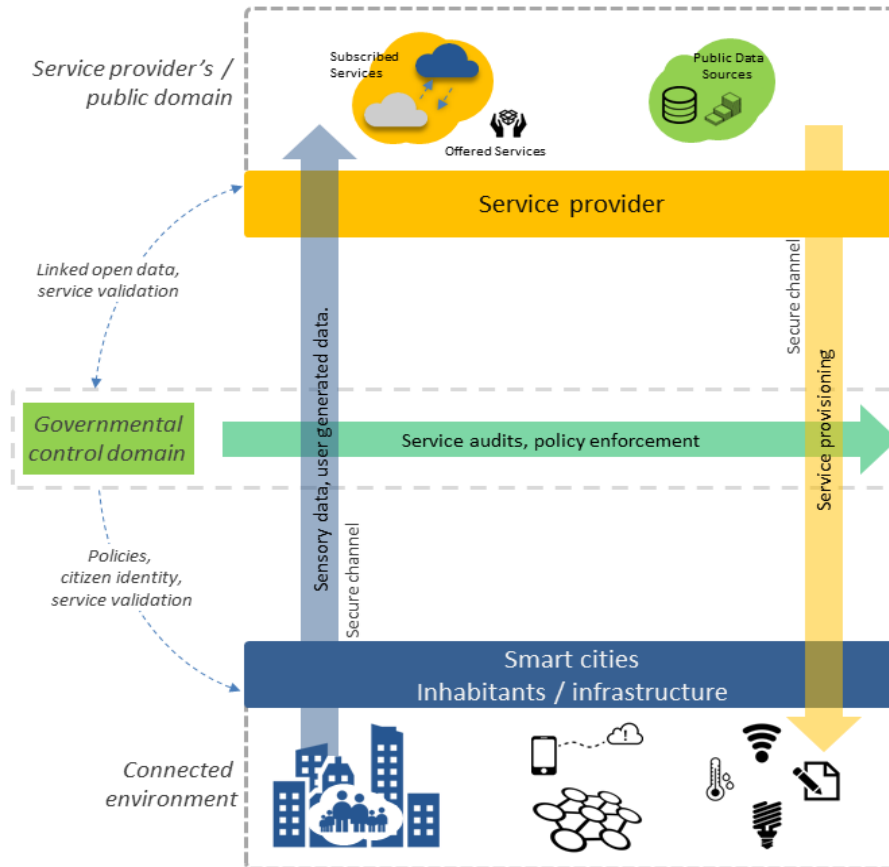 Service provider's /
public domain
Subscribed
Services
Offered Services
Public Data
Sources
Service provider
Linked open data,
service validation
Secure channel
Sensory data, user generated data.
Governmental
control domain
Service audits, policy enforcement
Service provisioning
Policies,
citizen identity,
service validation
Secure channel
Smart cities
Inhabitants / infrastructure
Connected
environment
!